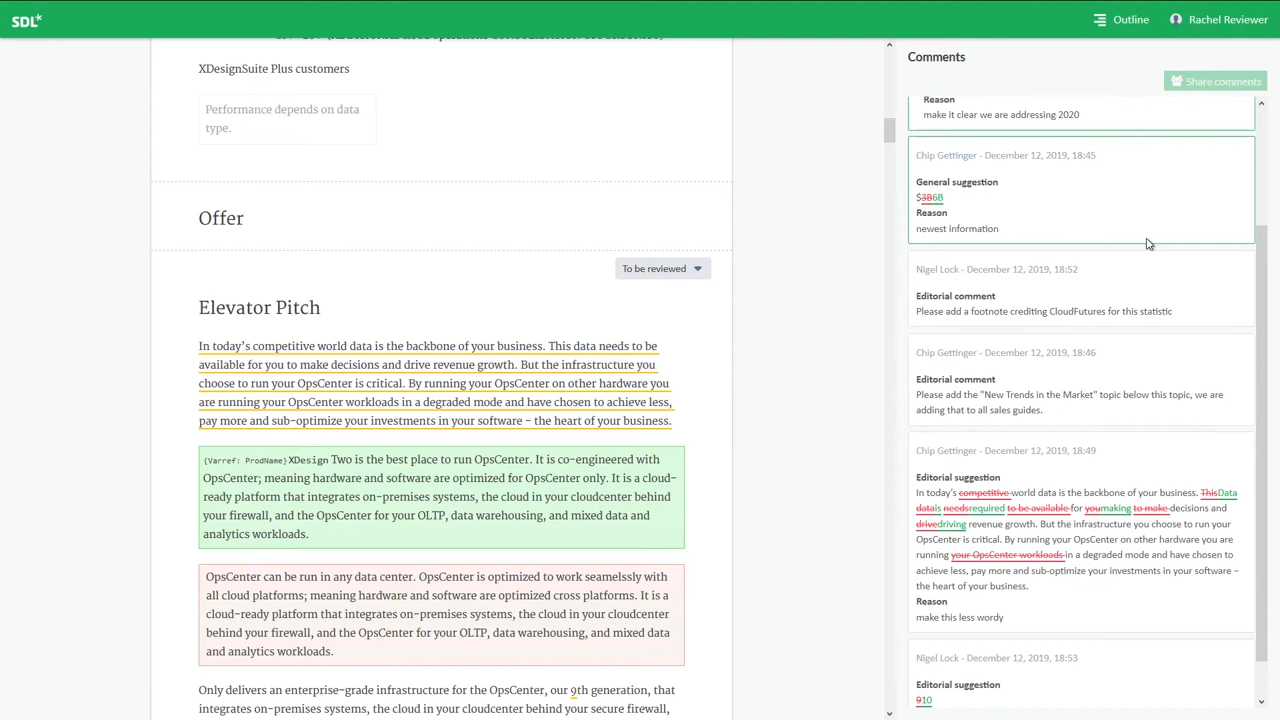 SDL*
Outline
Rachel Reviewer
XDesignSuite Plus customers
Performance depends on data
type.
Offer
To be reviewed
Elevator Pitch
In today’s competitive world data is the backbone of your business. This data needs to be
available for you to make decisions and drive revenue growth. But the infrastructure you
choose to run your OpsCenter is critical. By running your OpsCenter on other hardware you
are running your OpsCenter workloads in a degraded mode and have chosen to achieve less,
pay more and sub-optimize your investments in your software – the heart of your business.
{Varref: ProdName}XDesign Two is the best place to run OpsCenter. It is co-engineered with
OpsCenter; meaning hardware and software are optimized for OpsCenter only. It is a cloud-
ready platform that integrates on-premises systems, the cloud in your cloudcenter behind
your firewall, and the OpsCenter for your OLTP, data warehousing, and mixed data and
analytics workloads.
OpsCenter can be run in any data center. OpsCenter is optimized to work seamelssly with
all cloud platforms; meaning hardware and software are optimized cross platforms. It is a
cloud-ready platform that integrates on-premises systems, the cloud in your cloudcenter
behind your firewall, and the OpsCenter for your OLTP, data warehousing, and mixed data
and analytics workloads.
Only delivers an enterprise-grade infrastructure for the OpsCenter, our 9th generation, that
integrates on-premises systems, the cloud in your cloudcenter behind your secure firewall,
Comments
Share comments
Reason
make it clear we are addressing 2020
Chip Gettinger - December 12, 2019, 18:45
General suggestion
$3B6B
Reason
newest information
Nigel Lock - December 12, 2019, 18:52
Editorial comment
Please add a footnote crediting CloudFutures for this statistic
Chip Gettinger - December 12, 2019, 18:46
Editorial comment
Please add the "New Trends in the Market" topic below this topic, we are
adding that to all sales guides.
Chip Gettinger - December 12, 2019, 18:49
Editorial suggestion
In today’s competitive world data is the backbone of your business. ThisData
datais needsrequired to be available for youmaking to make decisions and
drivedriving revenue growth. But the infrastructure you choose to run your
OpsCenter is critical. By running your OpsCenter on other hardware you are
running your OpsCenter workloads in a degraded mode and have chosen to
achieve less, pay more and sub-optimize your investments in your software –
the heart of your business.
Reason
make this less wordy
Nigel Lock - December 12, 2019, 18:53
Editorial suggestion
910